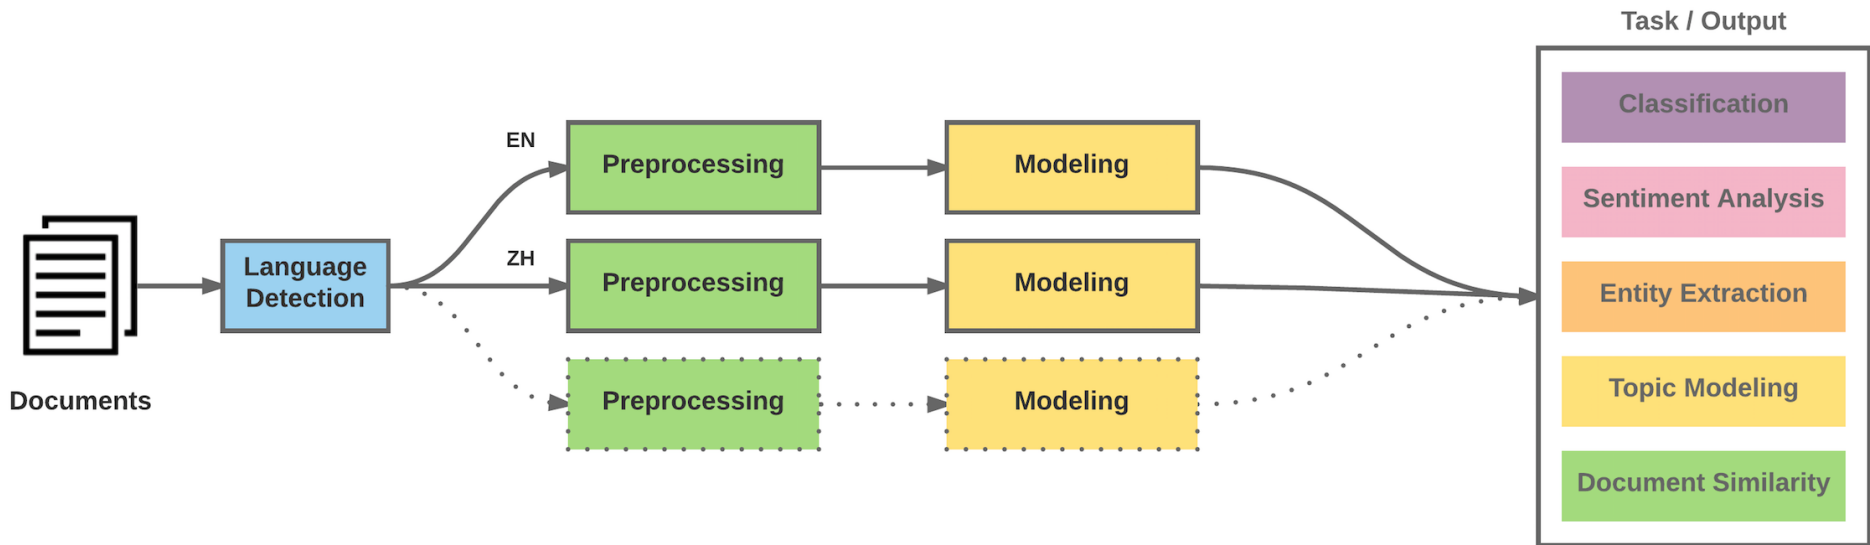 Task / Output
Documents
Language
Detection
EN
Preprocessing
Modeling
ZH
Preprocessing
Modeling
Preprocessing
Modeling
Classification
Sentiment Analysis
Entity Extraction
Topic Modeling
Document Similarity